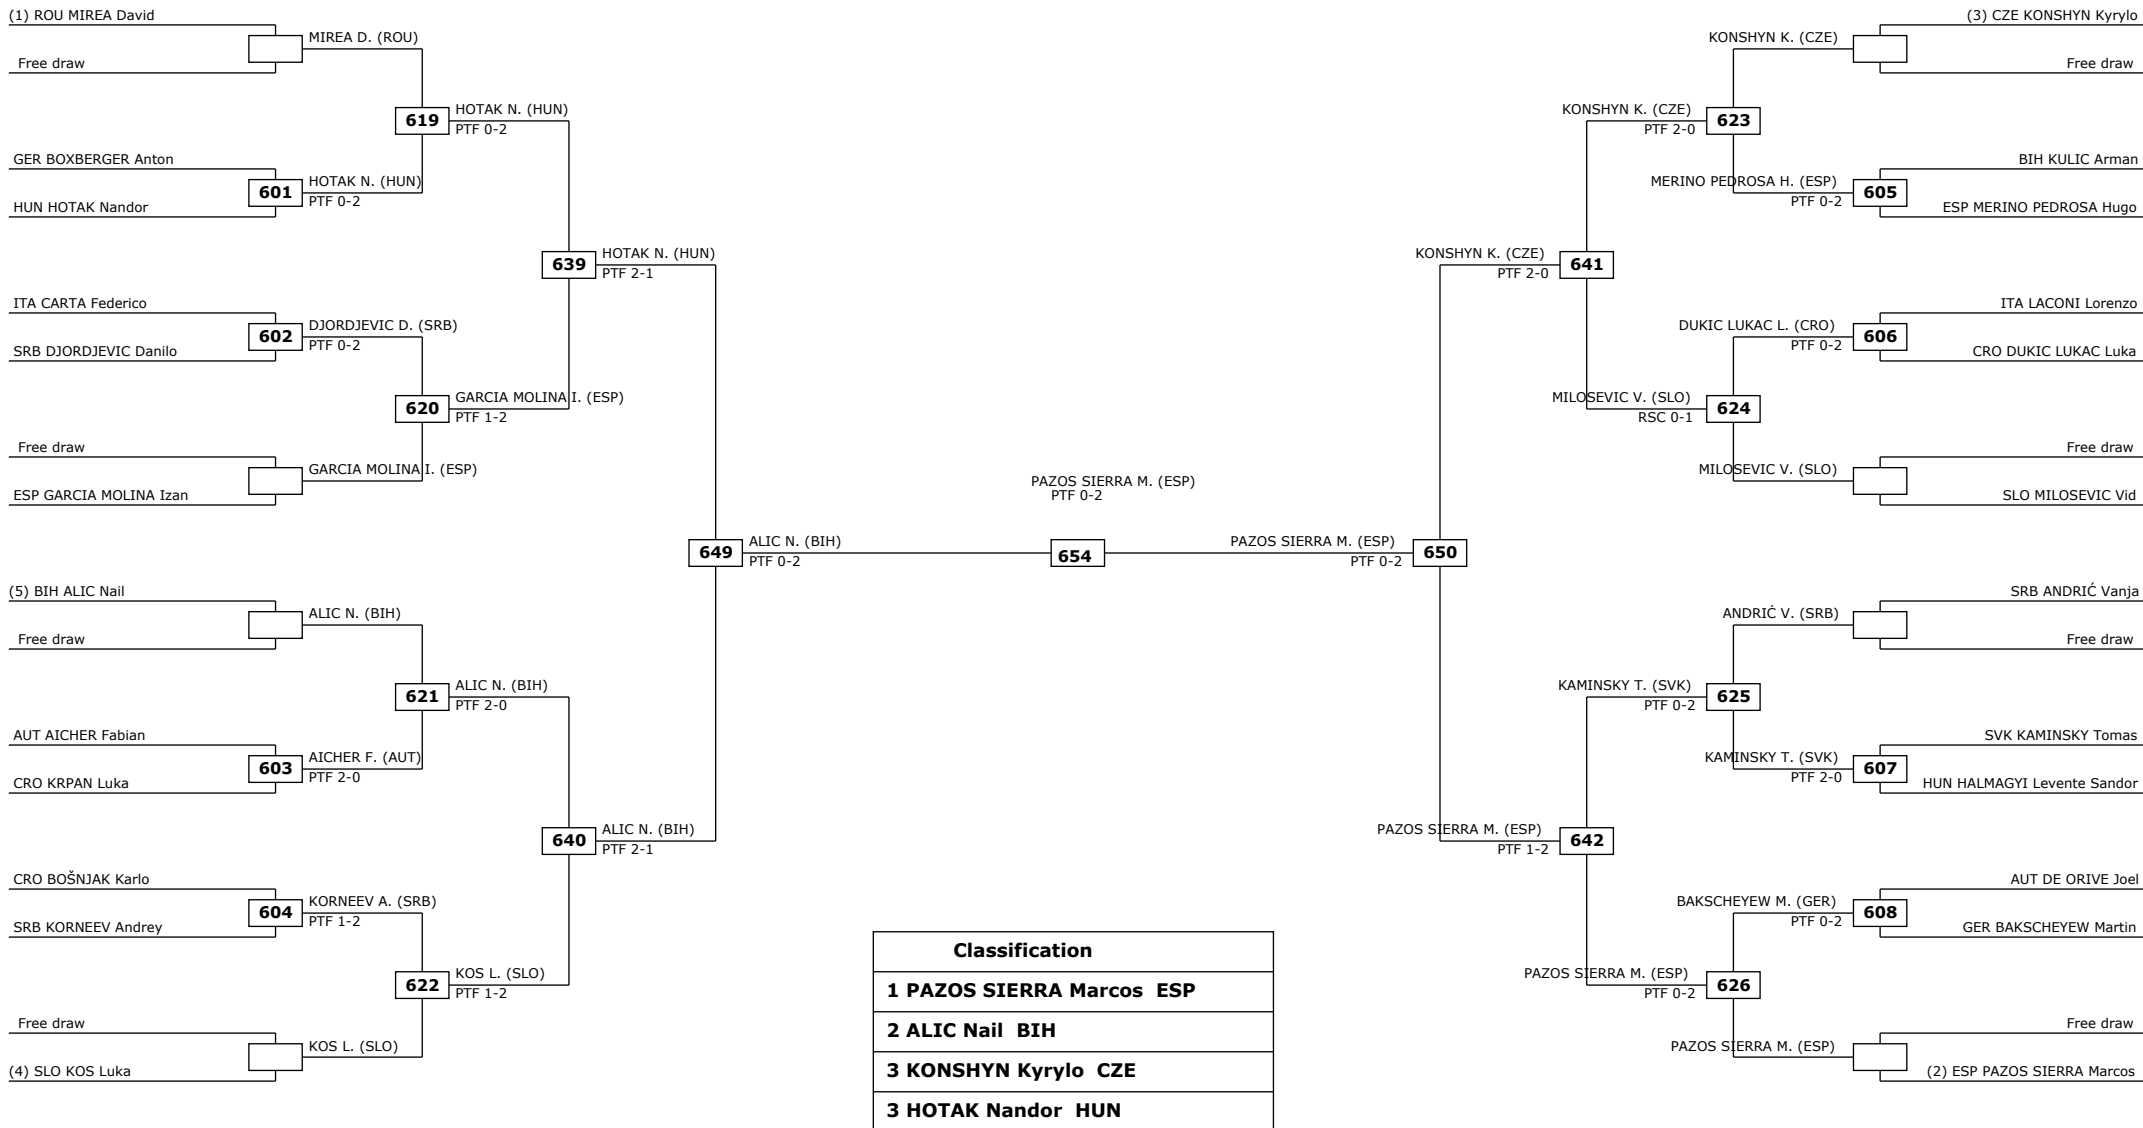 (1) ROU MIREA David
MIREA D. (ROU)
Free draw
619
HOTAK N. (HUN)
PTF 0-2
GER BOXBERGER Anton
601
HOTAK N. (HUN)
PTF 0-2
HUN HOTAK Nandor
639
HOTAK N. (HUN)
PTF 2-1
ITA CARTA Federico
602
DJORDJEVIC D. (SRB)
PTF 0-2
SRB DJORDJEVIC Danilo
620
GARCIA MOLINA I. (ESP)
PTF 1-2
Free draw
GARCIA MOLINA I. (ESP)
ESP GARCIA MOLINA Izan
649
ALIC N. (BIH)
PTF 0-2
(5) BIH ALIC Nail
ALIC N. (BIH)
Free draw
621
ALIC N. (BIH)
PTF 2-0
AUT AICHER Fabian
603
AICHER F. (AUT)
PTF 2-0
CRO KRPAN Luka
640
ALIC N. (BIH)
PTF 2-1
CRO BOŠNJAK Karlo
604
KORNEEV A. (SRB)
PTF 1-2
SRB KORNEEV Andrey
622
KOS L. (SLO)
PTF 1-2
Free draw
KOS L. (SLO)
(4) SLO KOS Luka
PAZOS SIERRA M. (ESP)
PTF 0-2
654
(3) CZE KONSHYN Kyrylo
KONSHYN K. (CZE)
Free draw
KONSHYN K. (CZE)
PTF 2-0
623
BIH KULIC Arman
MERINO PEDROSA H. (ESP)
PTF 0-2
605
ESP MERINO PEDROSA Hugo
KONSHYN K. (CZE)
PTF 2-0
641
ITA LACONI Lorenzo
DUKIC LUKAC L. (CRO)
PTF 0-2
606
CRO DUKIC LUKAC Luka
MILOSEVIC V. (SLO)
RSC 0-1
624
Free draw
MILOSEVIC V. (SLO)
SLO MILOSEVIC Vid
PAZOS SIERRA M. (ESP)
PTF 0-2
650
SRB ANDRIĆ Vanja
ANDRIĆ V. (SRB)
Free draw
KAMINSKY T. (SVK)
PTF 0-2
625
SVK KAMINSKY Tomas
KAMINSKY T. (SVK)
PTF 2-0
607
HUN HALMAGYI Levente Sandor
PAZOS SIERRA M. (ESP)
PTF 1-2
642
AUT DE ORIVE Joel
BAKSCHEYEW M. (GER)
PTF 0-2
608
GER BAKSCHEYEW Martin
PAZOS SIERRA M. (ESP)
PTF 0-2
626
Free draw
PAZOS SIERRA M. (ESP)
(2) ESP PAZOS SIERRA Marcos
Classification
1 PAZOS SIERRA Marcos ESP
2 ALIC Nail BIH
3 KONSHYN Kyrylo CZE
3 HOTAK Nandor HUN